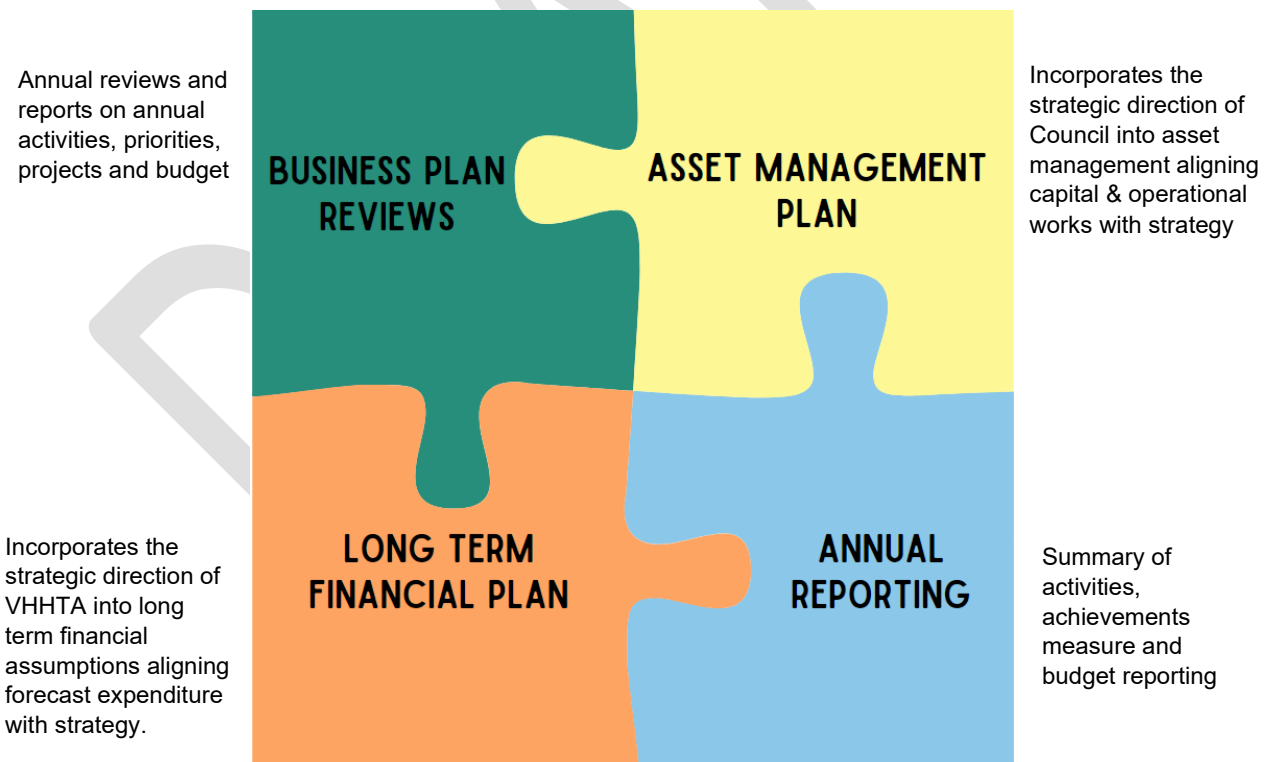 Annual reviews and
reports on annual
activities, priorities,
projects and budget
BUSINESS PLAN
REVIEWS
ASSET MANAGEMENT
PLAN
Incorporates the
strategic direction of
Council into asset
management aligning
capital & operational
works with strategy
Incorporates the
strategic direction of
VHHTA into long
term financial
assumptions aligning
forecast expenditure
with strategy.
LONG TERM
FINANCIAL PLAN
ANNUAL
REPORTING
Summary of
activities,
achievements
measure and
budget reporting